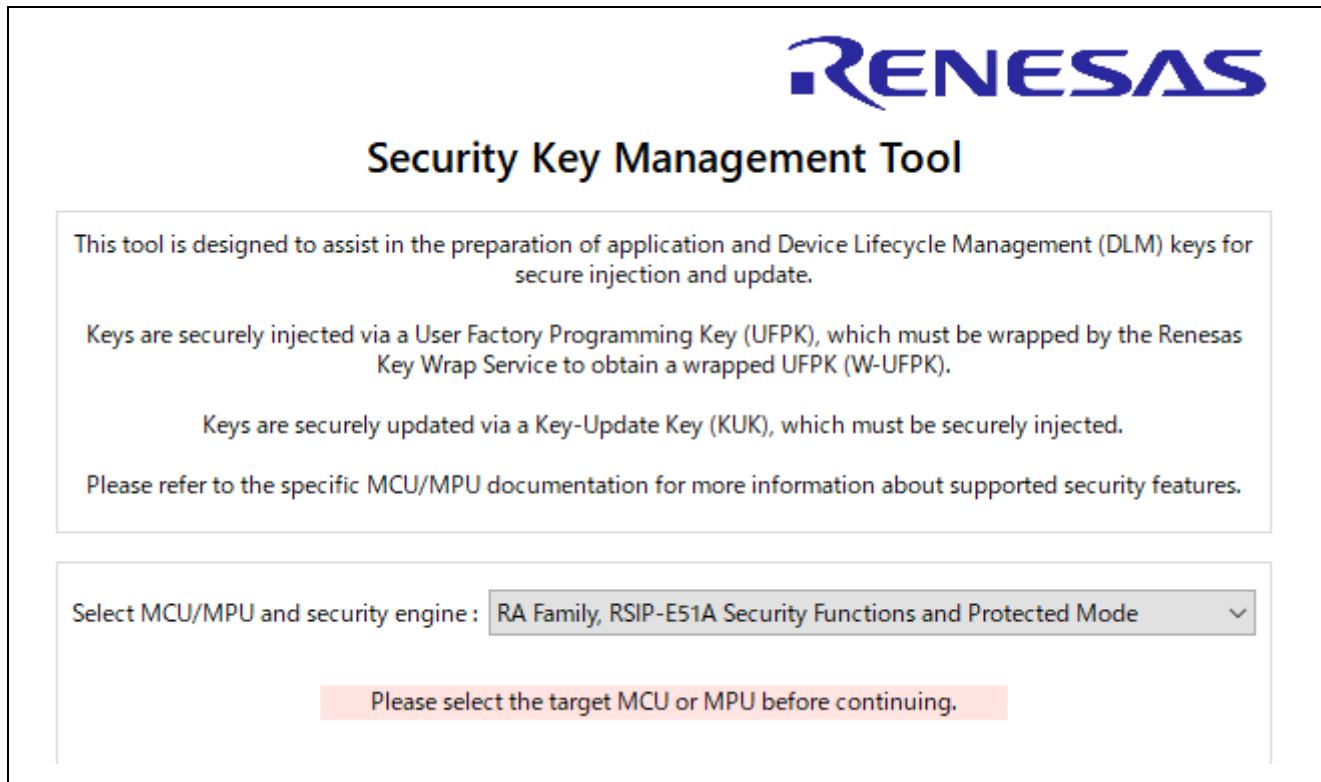 RENESAS
Security Key Management Tool
This tool is designed to assist in the preparation of application and Device Lifecycle Management (DLM) keys for
secure injection and update.
Keys are securely injected via a User Factory Programming Key (UFPK), which must be wrapped by the Renesas
Key Wrap Service to obtain a wrapped UFPK (W-UFPK).
Keys are securely updated via a Key-Update Key (KUK), which must be securely injected.
Please refer to the specific MCU/MPU documentation for more information about supported security features.
Select MCU/MPU and security engine : RA Family, RSIP-E51A Security Functions and Protected Mode
Please select the target MCU or MPU before continuing.